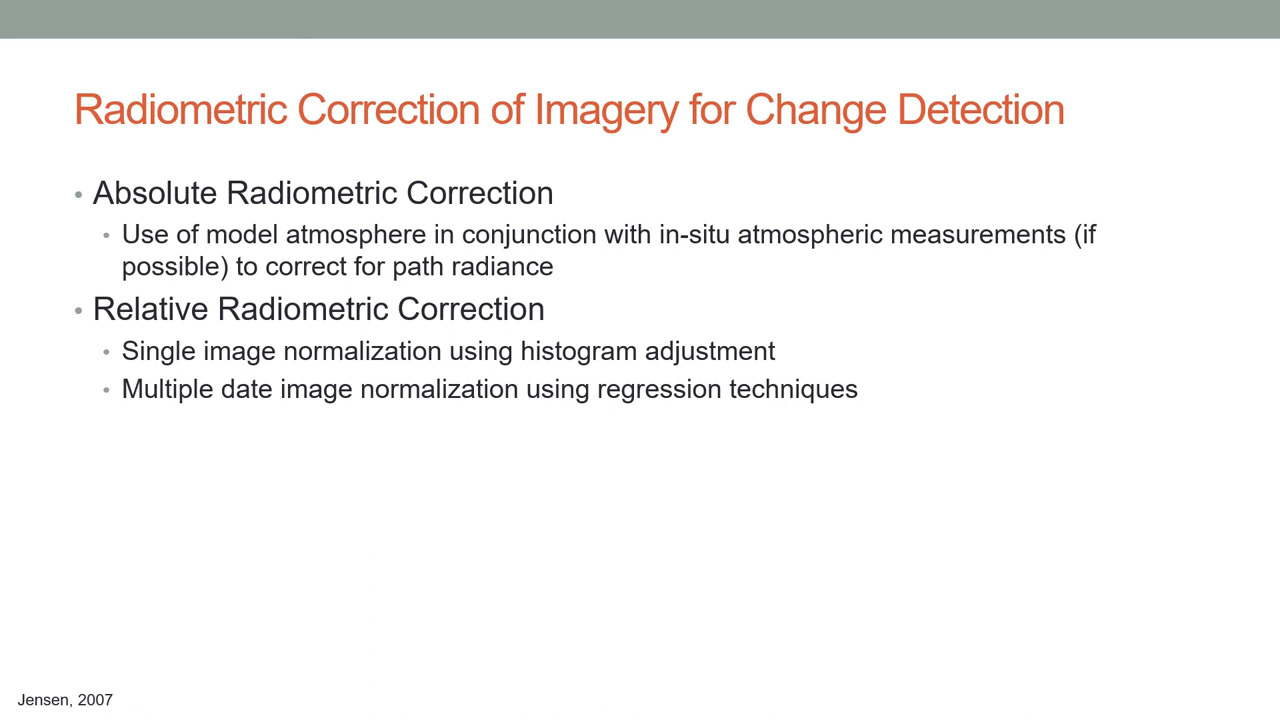 Radiometric Correction of Imagery for Change Detection
• Absolute Radiometric Correction
• Use of model atmosphere in conjunction with in-situ atmospheric measurements (if
possible) to correct for path radiance
• Relative Radiometric Correction
• Single image normalization using histogram adjustment
• Multiple date image normalization using regression techniques
Jensen, 2007